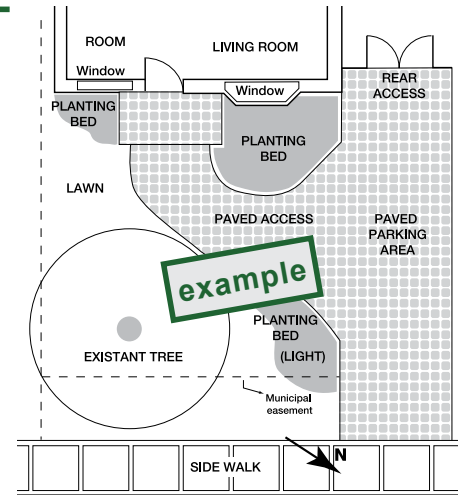 ROOM
LIVING ROOM
Window
Window
REAR
ACCESS
PLANTING
BED
PLANTING
BED
LAWN
PAVED ACCESS
PAVED
PARKING
AREA
example
PLANTING
BED
(LIGHT)
EXISTANT TREE
Municipal
easement
N
SIDE WALK